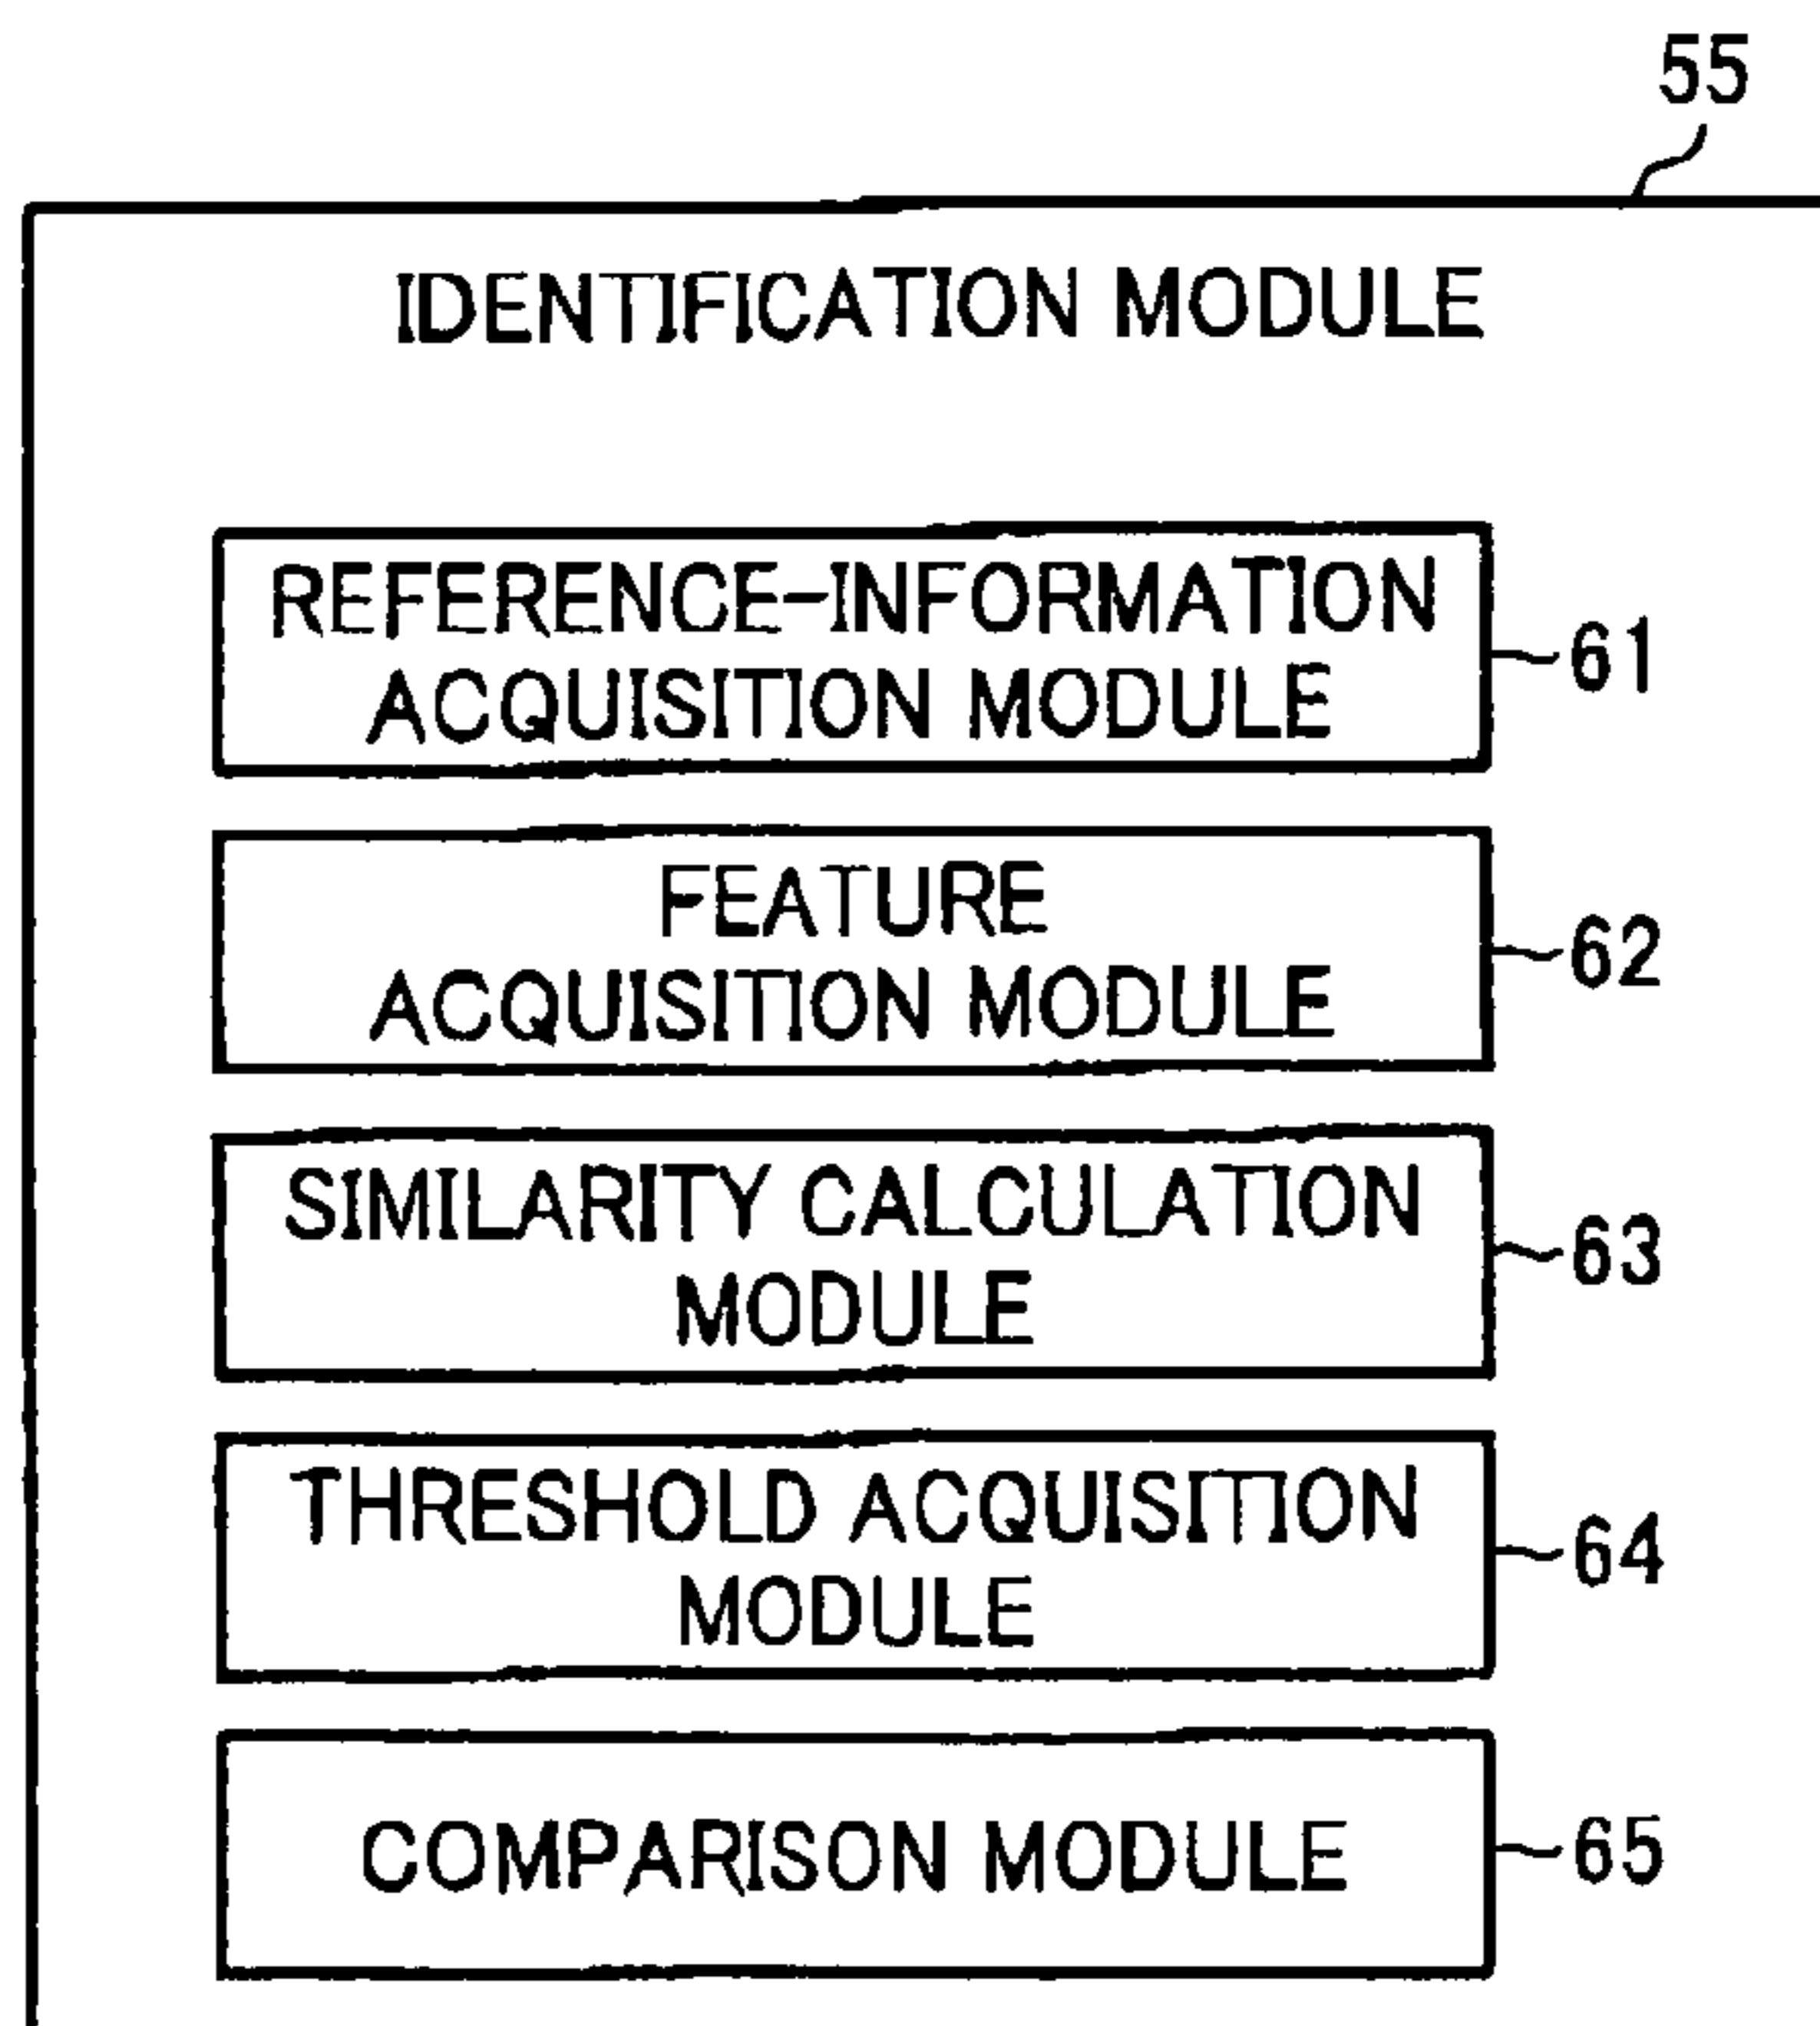 55
IDENTIFICATION MODULE
REFERENCE-INFORMATION
ACQUISITION MODULE
61
FEATURE
ACQUISITION MODULE
62
SIMILARITY CALCULATION
MODULE
63
THRESHOLD ACQUISITION
MODULE
64
COMPARISON MODULE
65